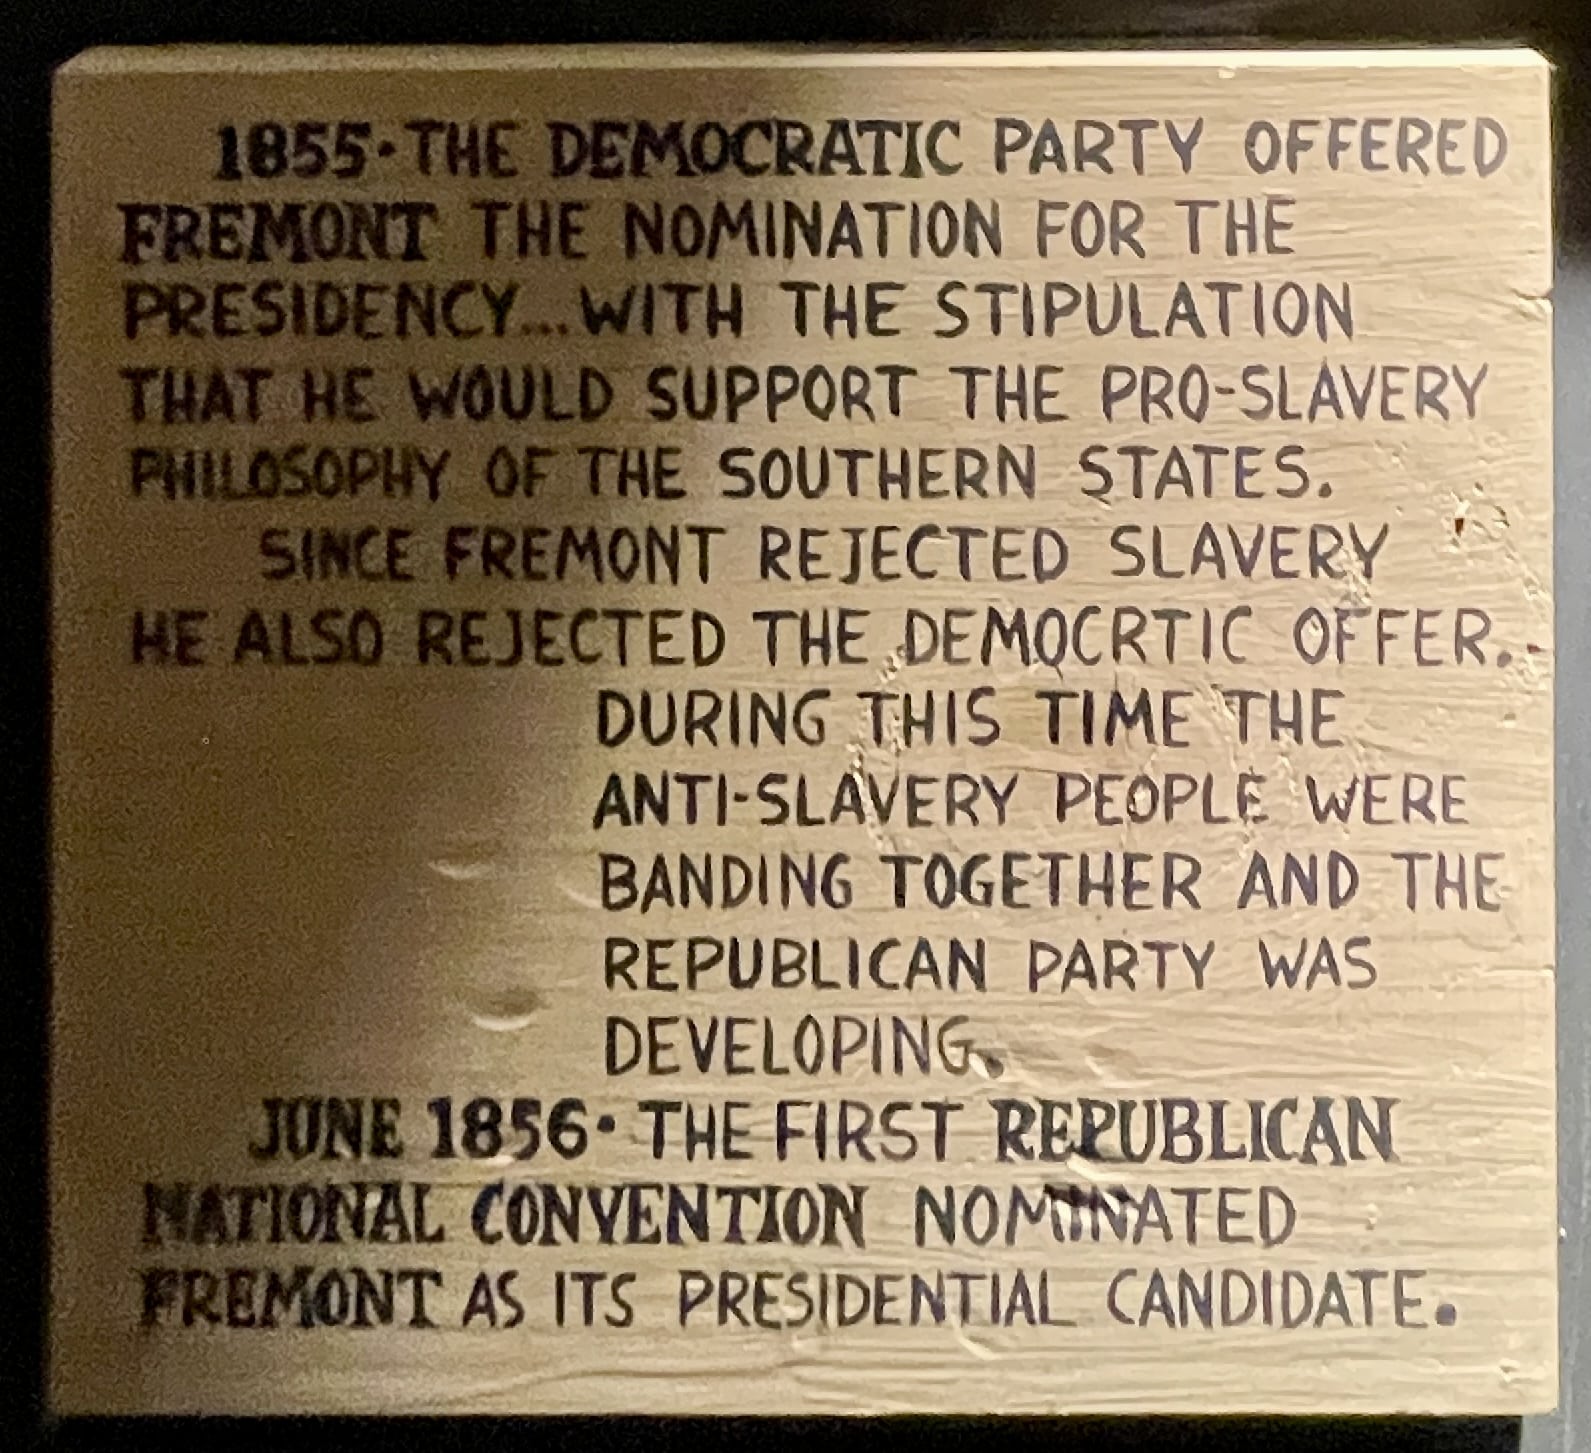 1855·THE DEMOCRATIC PARTY OFFERED
FREMONT THE NOMINATION FOR THE
PRESIDENCY...WITH THE STIPULATION
THAT HE WOULD SUPPORT THE PRO-SLAVERY
PHILOSOPHY OF THE SOUTHERN STATES.
SINCE FREMONT REJECTED SLAVERY
HE ALSO REJECTED THE DEMOCRTIC OFFER.
DURING THIS TIME THE
ANTI-SLAVERY PEOPLE WERE
BANDING TOGETHER AND THE
REPUBLICAN PARTY WAS
DEVELOPING.
JUNE 1856· THE FIRST REPUBLICAN
NATIONAL CONVENTION NOMINATED
FREMONT AS ITS PRESIDENTIAL CANDIDATE.